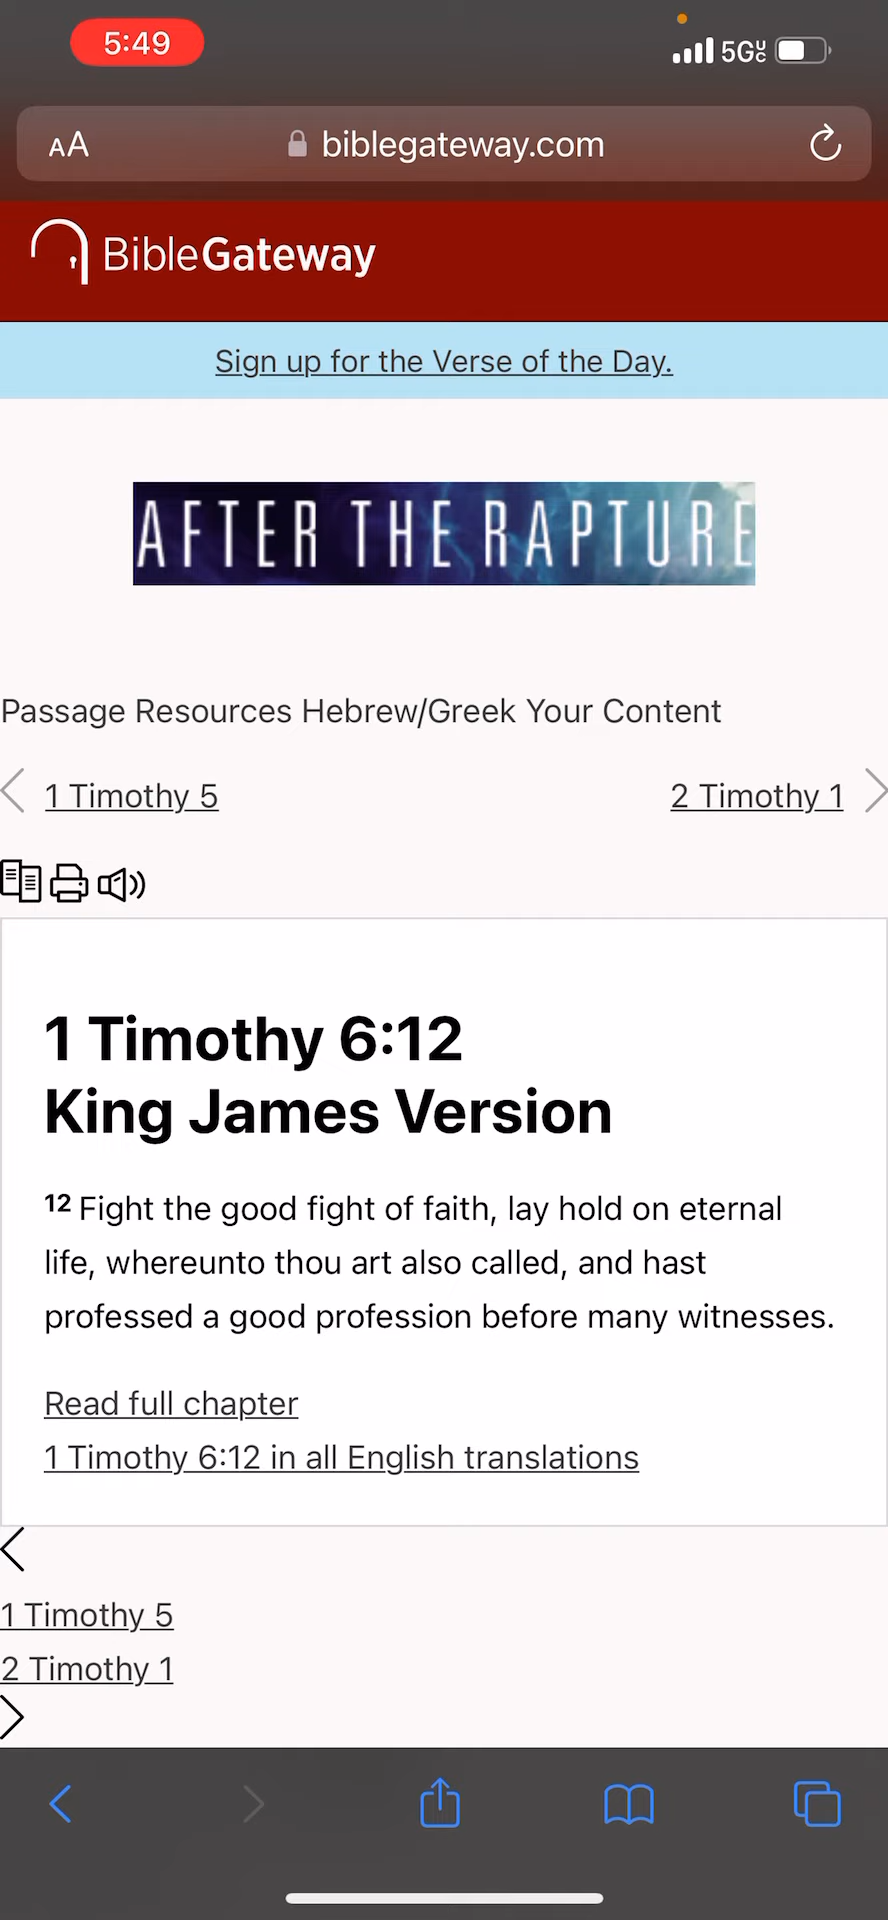 5:49
5GUC
AA
biblegateway.com
BibleGateway
Sign up for the Verse of the Day.
AFTER THE RAPTURE
Passage Resources Hebrew/Greek Your Content
1 Timothy 5
2 Timothy 1
1 Timothy 6:12
King James Version
12 Fight the good fight of faith, lay hold on eternal
life, whereunto thou art also called, and hast
professed a good profession before many witnesses.
Read full chapter
1 Timothy 6:12 in all English translations
1 Timothy 5
2 Timothy 1